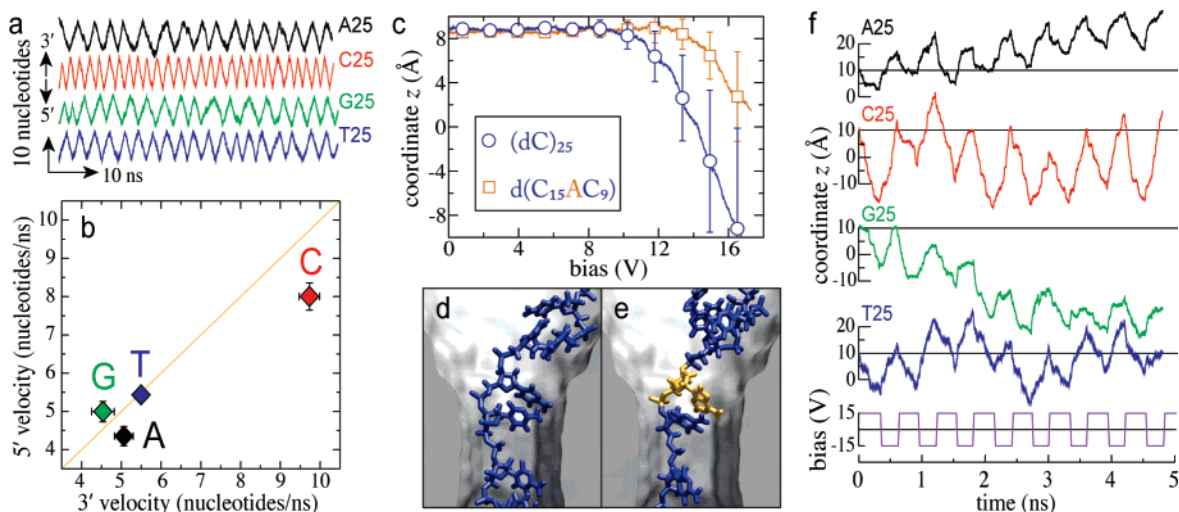 a
3′
5′
10 nucleotides
10 ns
A25
C25
G25
T25
b
G
T
A
C
10
9
8
7
6
5
4
5′ velocity (nucleotides/ns)
4 5 6 7 8 9 10
3′ velocity (nucleotides/ns)
c
8
4
0
-4
-8
coordinate z (Å)
(dC)₂₅
d(C₁₅AC₉)
0 4 8 12 16
bias (V)
d
e
f
A25
20
10
0
C25
10
0
-10
G25
10
0
-10
T25
20
10
0
coordinate z (Å)
15
-15
bias (V)
0 1 2 3 4 5
time (ns)